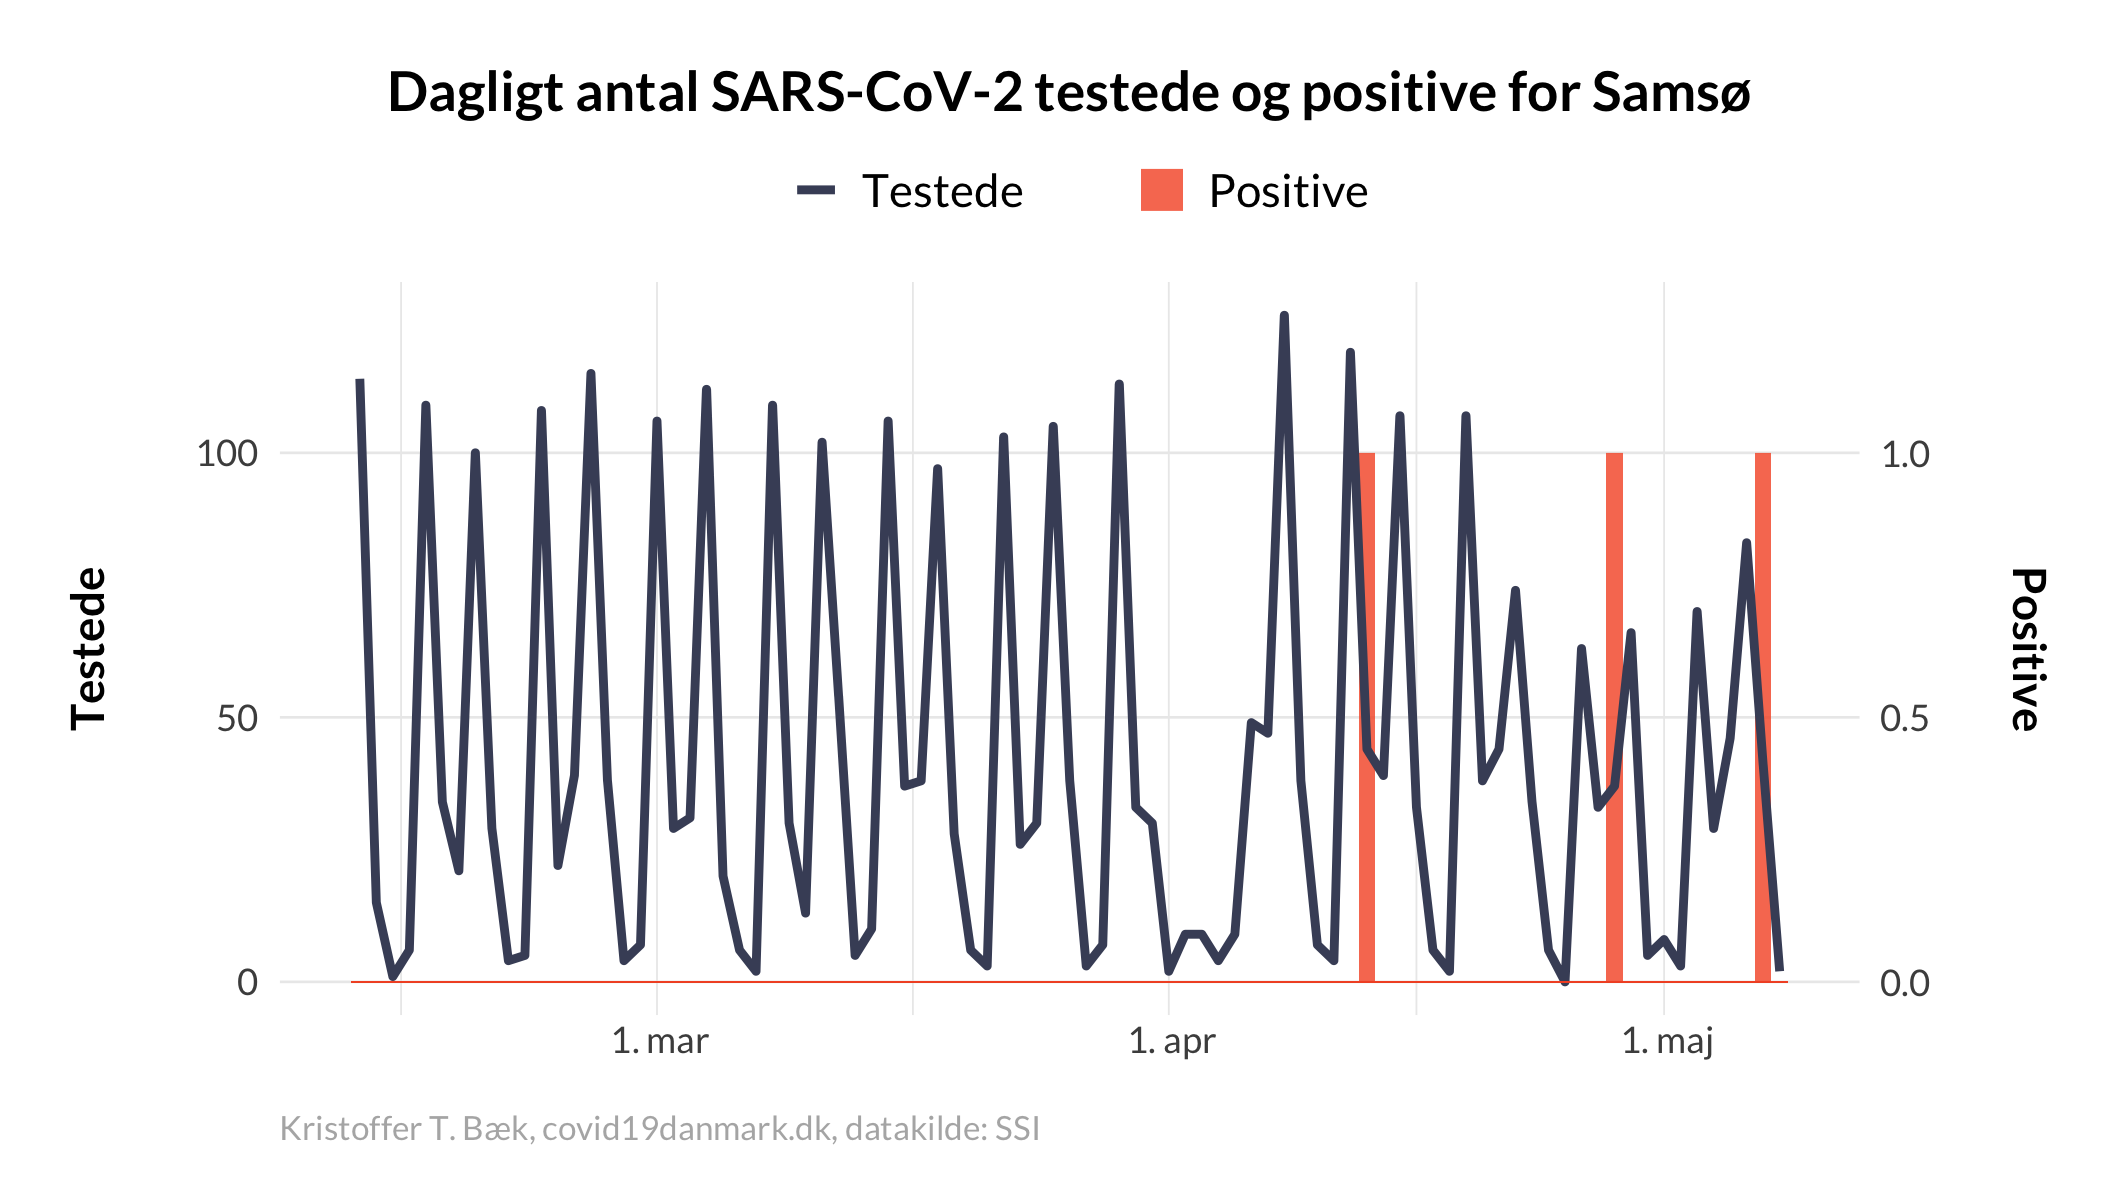 Dagligt antal SARS-CoV-2 testede og positive for Samsø
Testede
Positive
Testede
100
50
0
1.0
0.5
0.0
Positive
1. mar
1. apr
1. maj
Kristoffer T. Bæk, covid19danmark.dk, datakilde: SSI